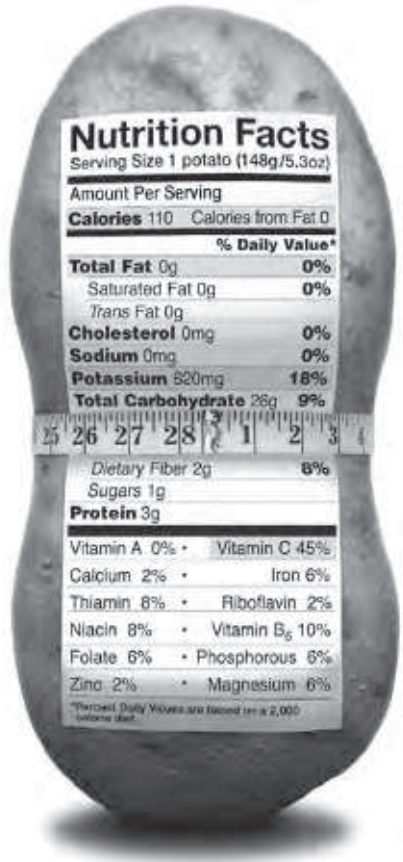 Nutrition Facts
Serving Size 1 potato (148g/5.3oz)
Amount Per Serving
Calories 110 Calories from Fat 0
% Daily Value*
Total Fat 0g 0%
Saturated Fat 0g 0%
Trans Fat 0g
Cholesterol 0mg 0%
Sodium 0mg 0%
Potassium 620mg 18%
Total Carbohydrate 26g 9%
25 26 27 28 1 2 3
Dietary Fiber 2g 8%
Sugars 1g
Protein 3g
Vitamin A 0% • Vitamin C 45%
Calcium 2% • Iron 6%
Thiamin 8% • Riboflavin 2%
Niacin 8% • Vitamin B6 10%
Folate 6% • Phosphorous 6%
Zinc 2% • Magnesium 6%
*Percent Daily Values are based on a 2,000
calorie diet.